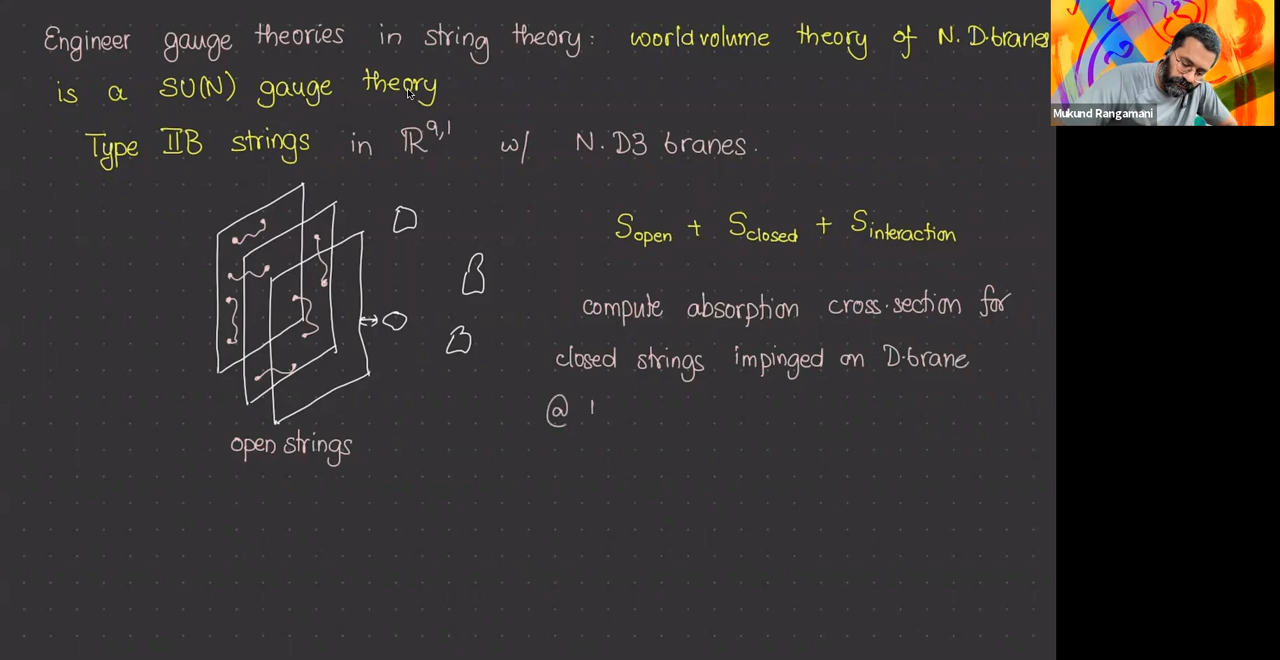 Engineer gauge theories in string theory: worldvolume theory of N. D-branes
is a SU(N) gauge theory
Type IIB strings in ℝ^{9,1} w/ N. D3 branes.
S_open + S_closed + S_interaction
compute absorption cross-section for
closed strings impinged on D-brane
@ 
open strings
Mukund Rangamani